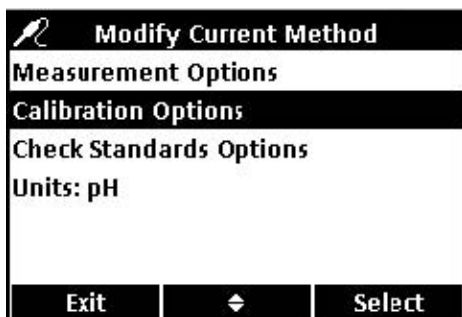 Modify Current Method
Measurement Options
Calibration Options
Check Standards Options
Units: pH
Exit
Select